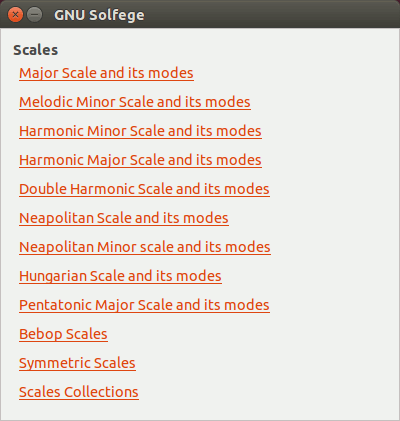 GNU Solfege
Scales
Major Scale and its modes
Melodic Minor Scale and its modes
Harmonic Minor Scale and its modes
Harmonic Major Scale and its modes
Double Harmonic Scale and its modes
Neapolitan Scale and its modes
Neapolitan Minor scale and its modes
Hungarian Scale and its modes
Pentatonic Major Scale and its modes
Bebop Scales
Symmetric Scales
Scales Collections